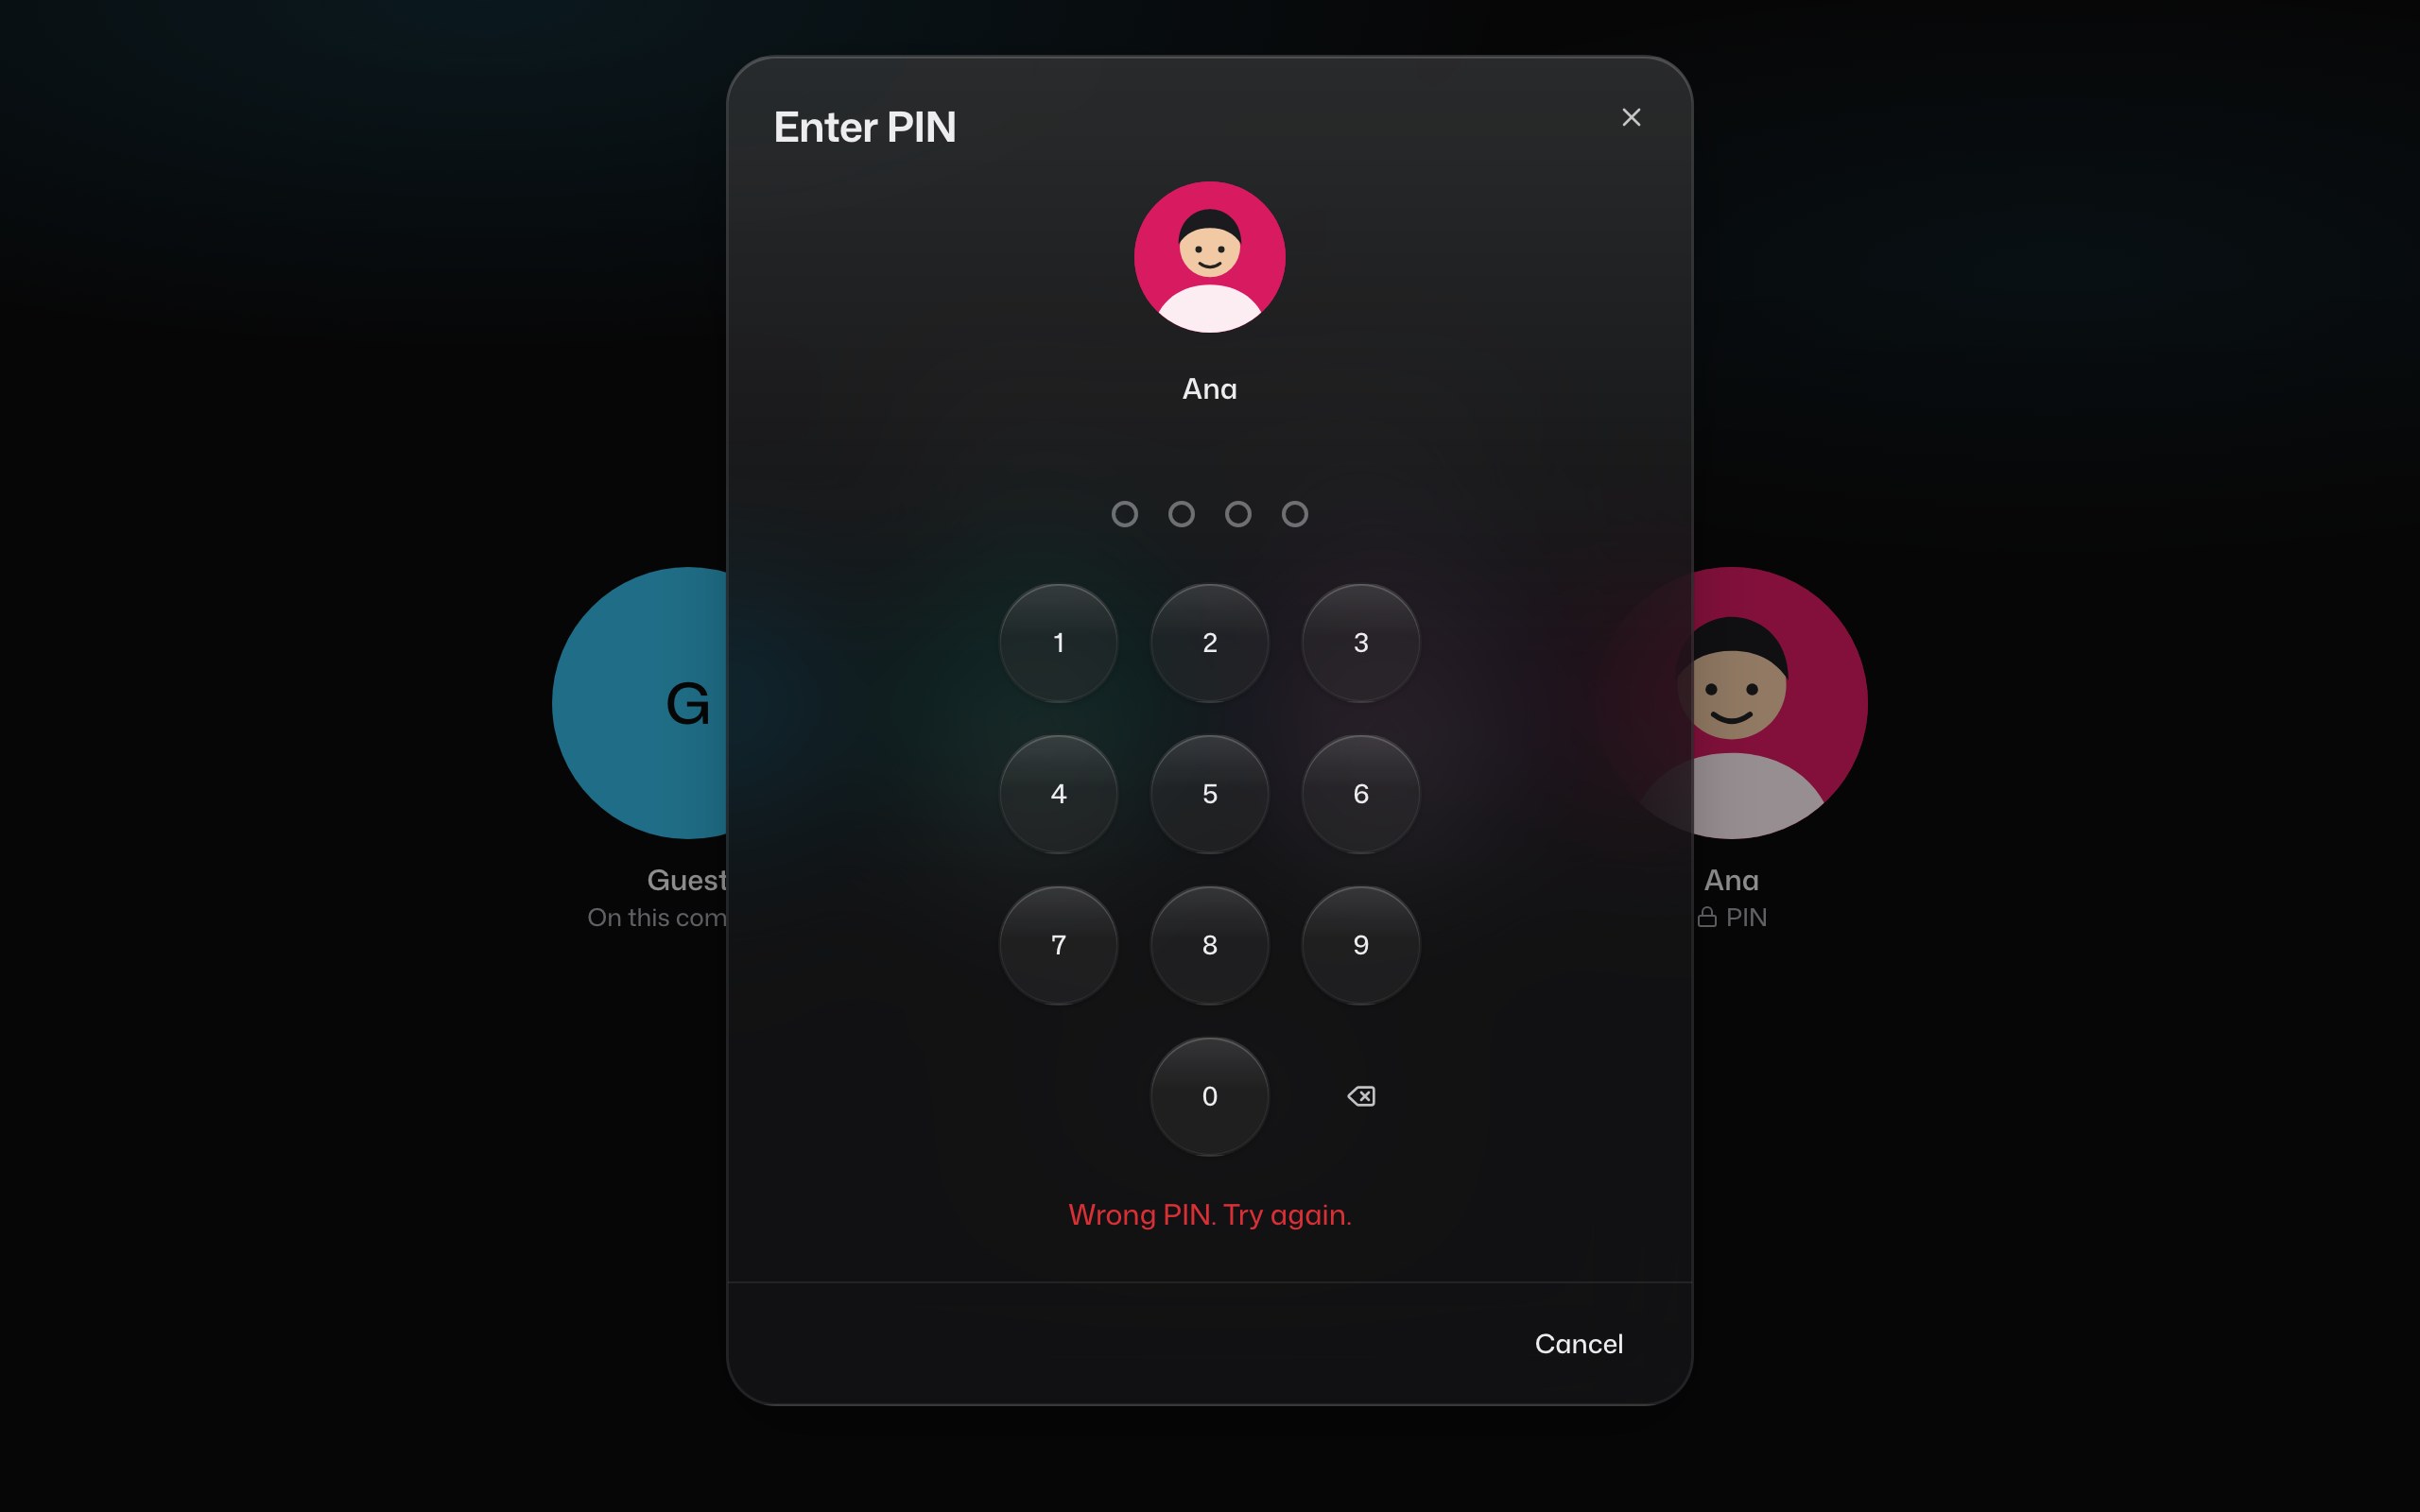 Enter PIN
Ana
1 2 3
4 5 6
7 8 9
0
Wrong PIN. Try again.
Cancel
G
Guest
On this com
Ana
PIN